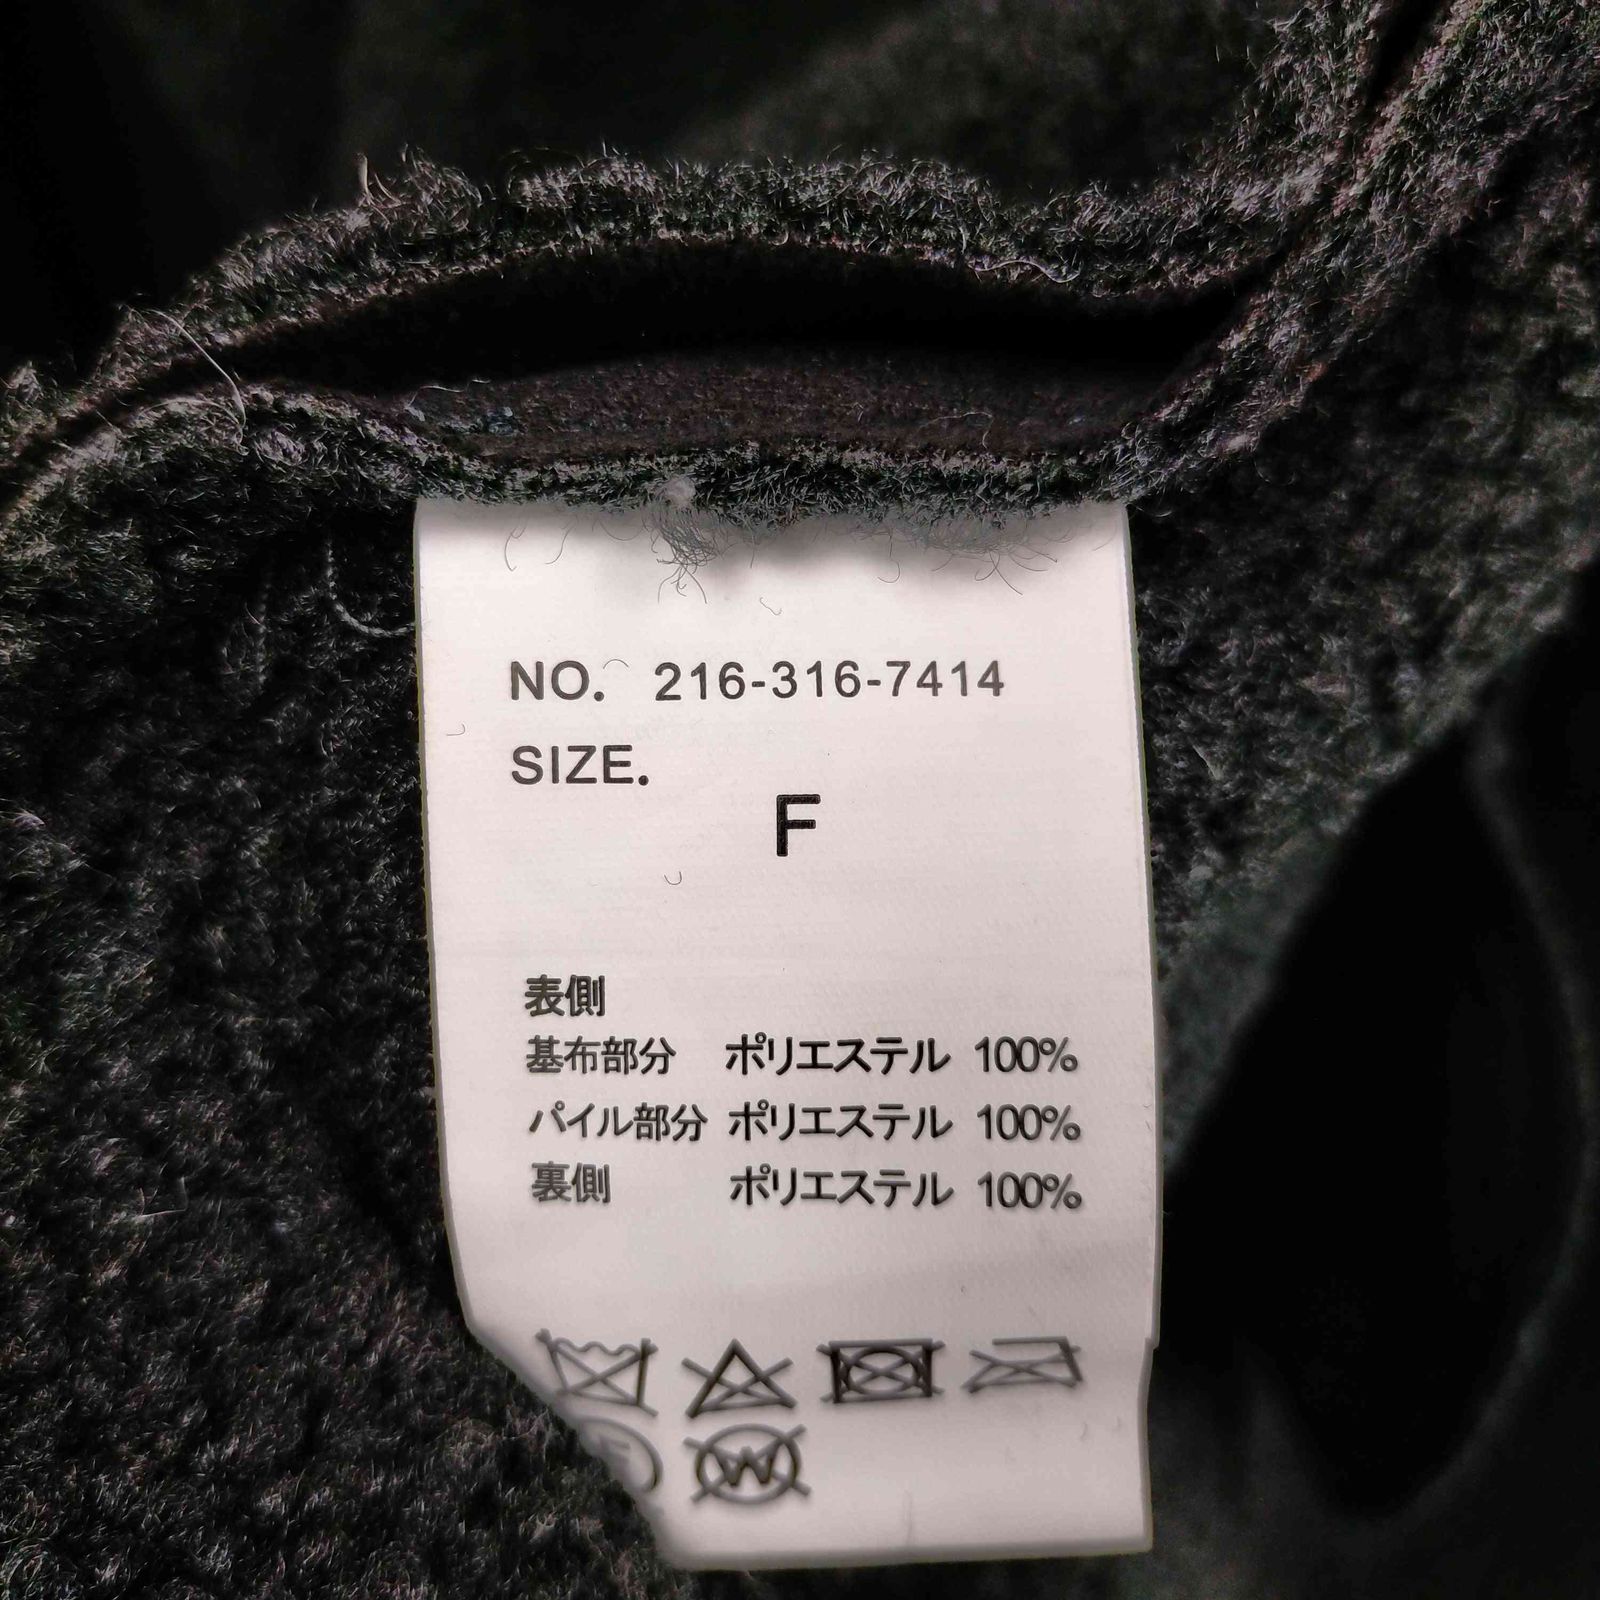 NO. 216-316-7414
SIZE.
F
表側
基布部分 ポリエステル 100%
パイル部分 ポリエステル 100%
裏側 ポリエステル 100%
W